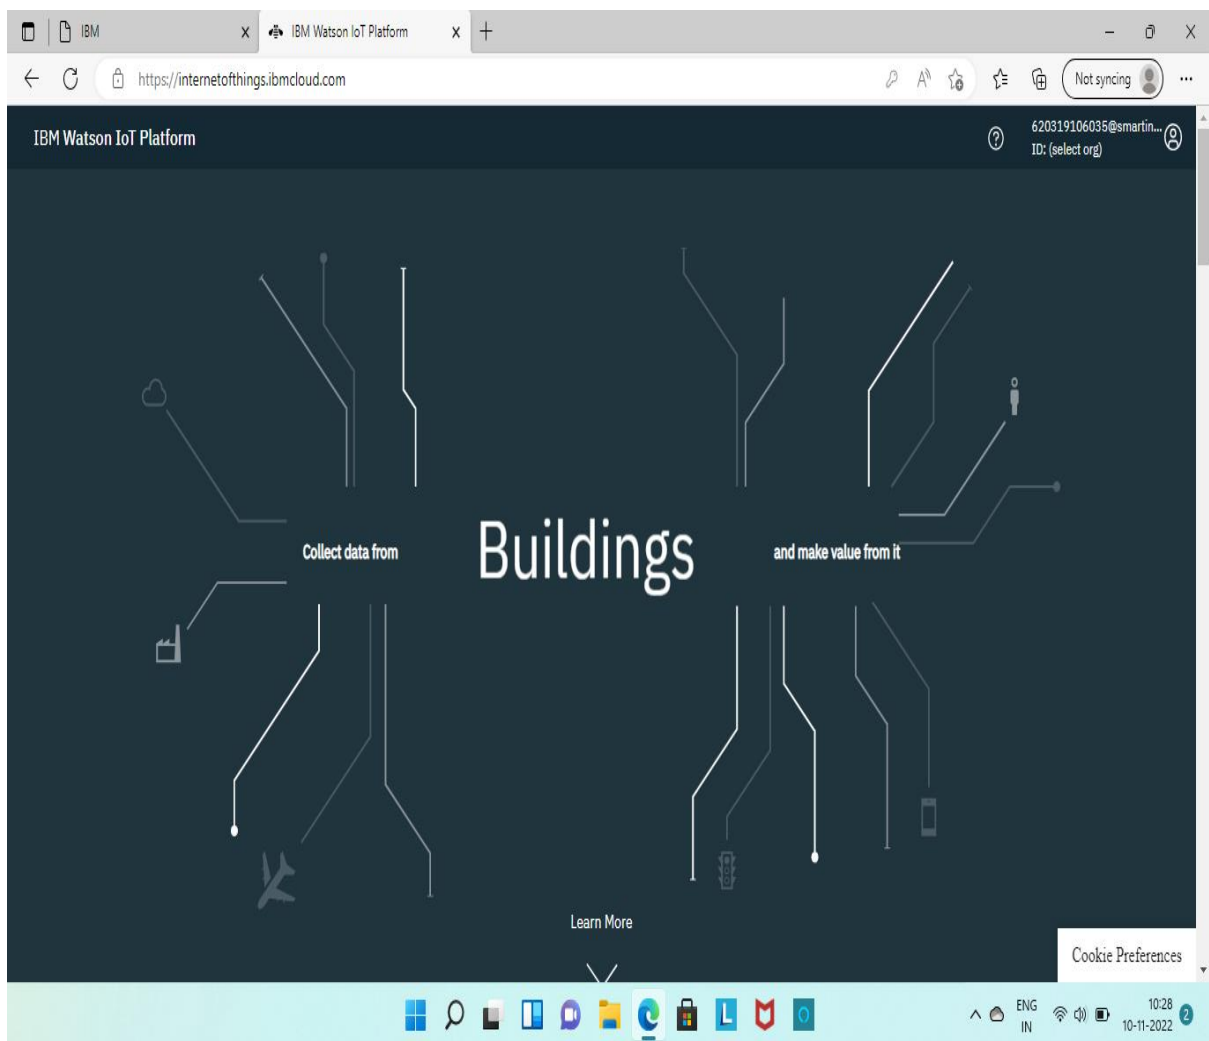 IBM
IBM Watson IoT Platform
https://internetofthings.ibmcloud.com
Not syncing
IBM Watson IoT Platform
620319106035@smartin...
ID: (select org)
Collect data from
Buildings
and make value from it
Learn More
Cookie Preferences
ENG
IN
10:28
10-11-2022
2